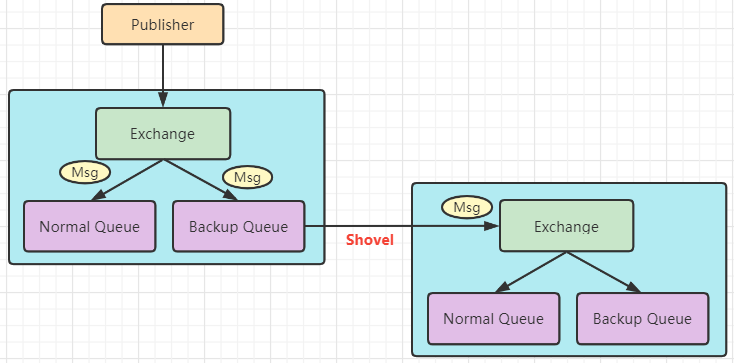 Publisher
Exchange
Msg
Msg
Normal Queue
Backup Queue
Shovel
Msg
Exchange
Normal Queue
Backup Queue